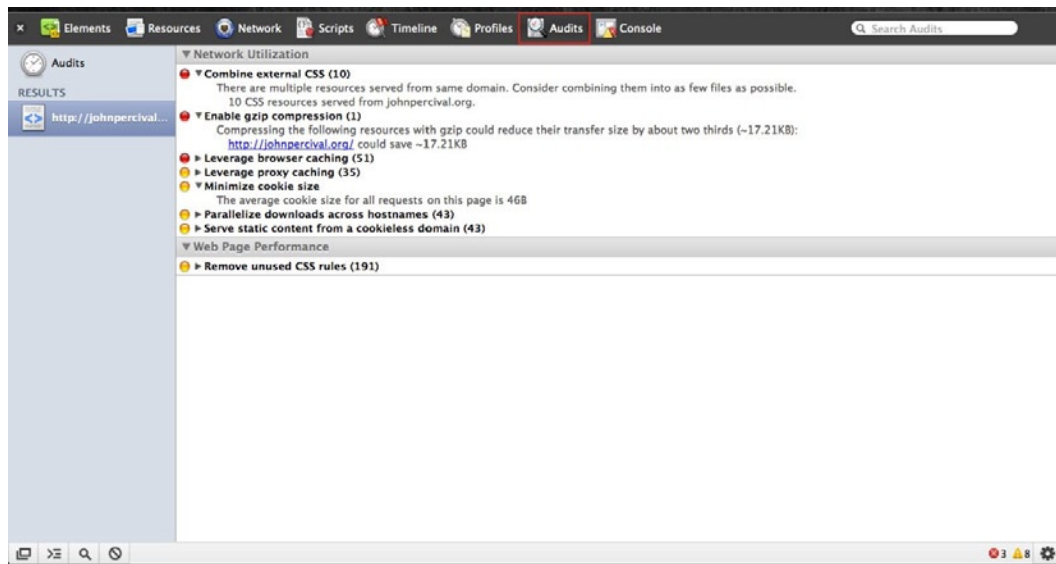 × Elements Resources Network Scripts Timeline Profiles Audits Console Search Audits
Audits
RESULTS
http://johnpercival...
▼ Network Utilization
▼ Combine external CSS (10)
There are multiple resources served from same domain. Consider combining them into as few files as possible.
10 CSS resources served from johnpercival.org.
▼ Enable gzip compression (1)
Compressing the following resources with gzip could reduce their transfer size by about two thirds (~17.21KB):
http://johnpercival.org/ could save ~17.21KB
▶ Leverage browser caching (51)
▶ Leverage proxy caching (35)
▼ Minimize cookie size
The average cookie size for all requests on this page is 46B
▶ Parallelize downloads across hostnames (43)
▶ Serve static content from a cookieless domain (43)
▼ Web Page Performance
▶ Remove unused CSS rules (191)
3 8